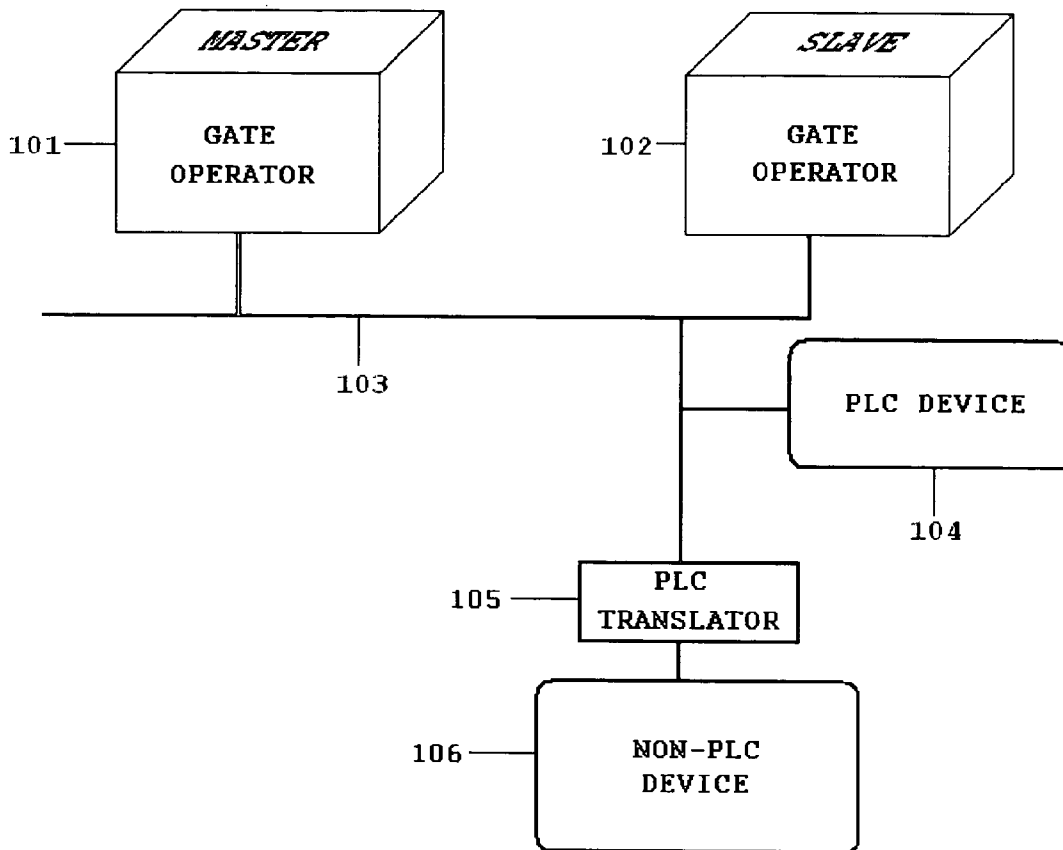 MASTER
SLAVE
101
GATE
OPERATOR
102
GATE
OPERATOR
103
PLC DEVICE
104
105
PLC
TRANSLATOR
106
NON-PLC
DEVICE